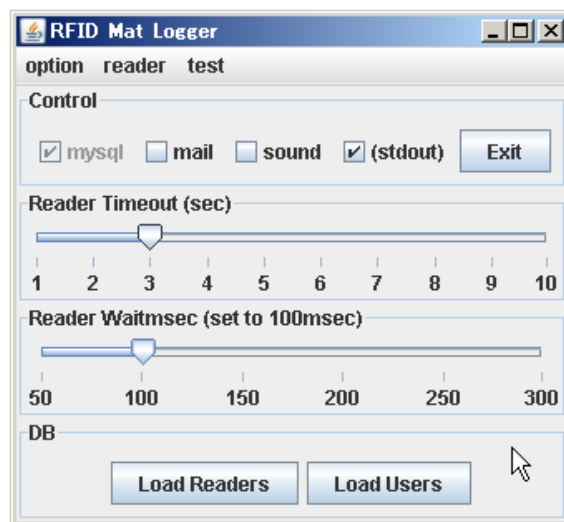 RFID Mat Logger
option reader test
Control
mysql mail sound (stdout) Exit
Reader Timeout (sec)
1 2 3 4 5 6 7 8 9 10
Reader Waitmsec (set to 100msec)
50 100 150 200 250 300
DB
Load Readers Load Users